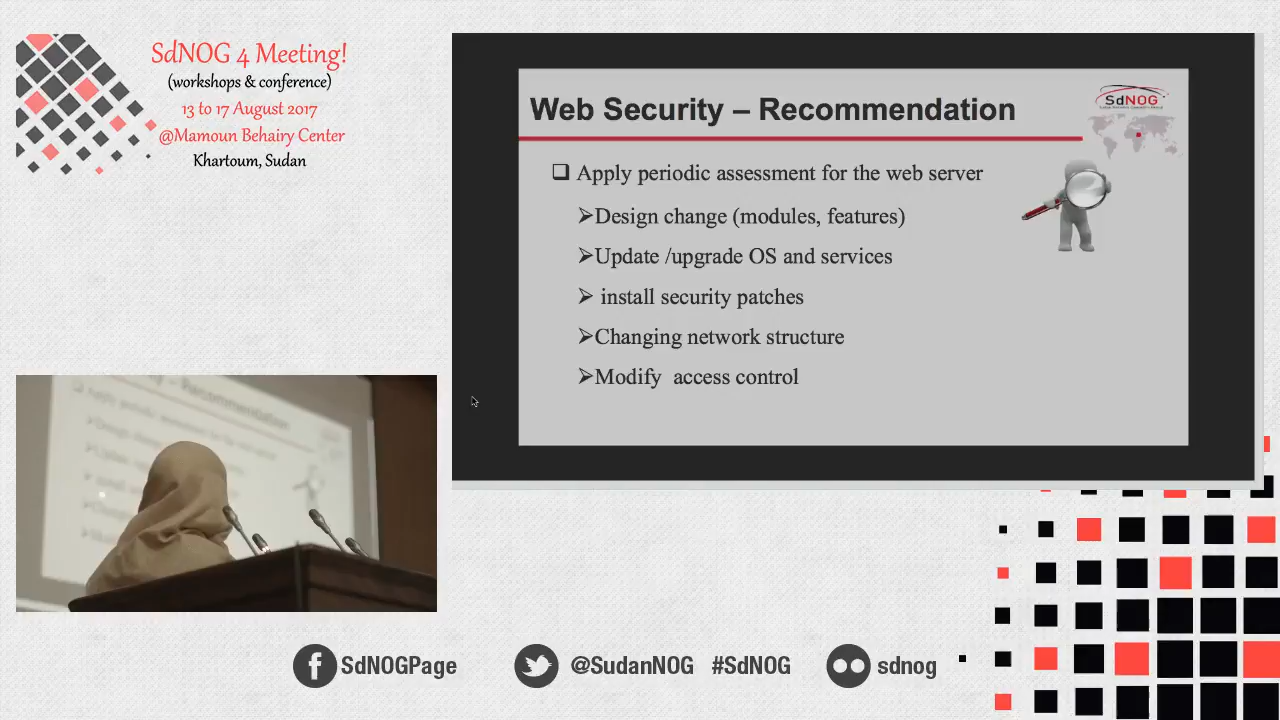 SdNOG 4 Meeting!
(workshops & conference)
13 to 17 August 2017
@Mamoun Behairy Center
Khartoum, Sudan
Web Security – Recommendation
SdNOG
❑ Apply periodic assessment for the web server
➢Design change (modules, features)
➢Update /upgrade OS and services
➢ install security patches
➢Changing network structure
➢Modify access control
Recommendation
SdNOGPage
@SudanNOG #SdNOG
sdnog